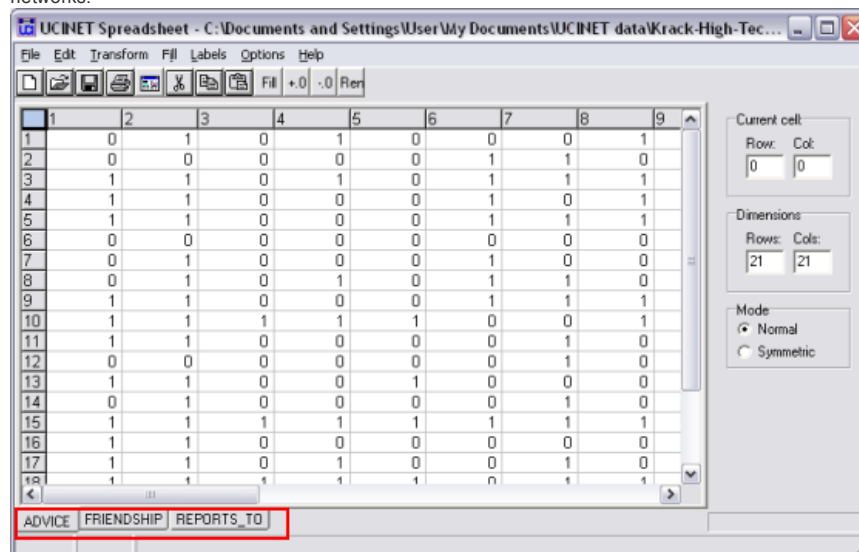 networks.
UCINET Spreadsheet - C:\Documents and Settings\User\My Documents\UCINET data\Krack-High-Tec...
File Edit Transform Fill Labels Options Help
Fill +.0 -.0 Ren
1 2 3 4 5 6 7 8 9
1 0 1 0 1 0 0 0 1
2 0 0 0 0 0 1 1 0
3 1 1 0 1 0 1 1 1
4 1 1 0 0 0 1 0 1
5 1 1 0 0 0 1 1 1
6 0 0 0 0 0 0 0 0
7 0 1 0 0 0 1 0 0
8 0 1 0 1 0 1 1 0
9 1 1 0 0 0 1 1 1
10 1 1 1 1 1 0 0 1
11 1 1 0 0 0 0 1 0
12 0 0 0 0 0 0 1 0
13 1 1 0 0 1 0 0 0
14 0 1 0 0 0 0 1 0
15 1 1 1 1 1 1 1 1
16 1 1 0 0 0 0 0 0
17 1 1 0 1 0 0 1 0
18 1 1 1 1 1 0 1 1
ADVICE FRIENDSHIP REPORTS_TO
Current cell:
Row: Col:
0 0
Dimensions
Rows: Cols:
21 21
Mode
Normal
Symmetric